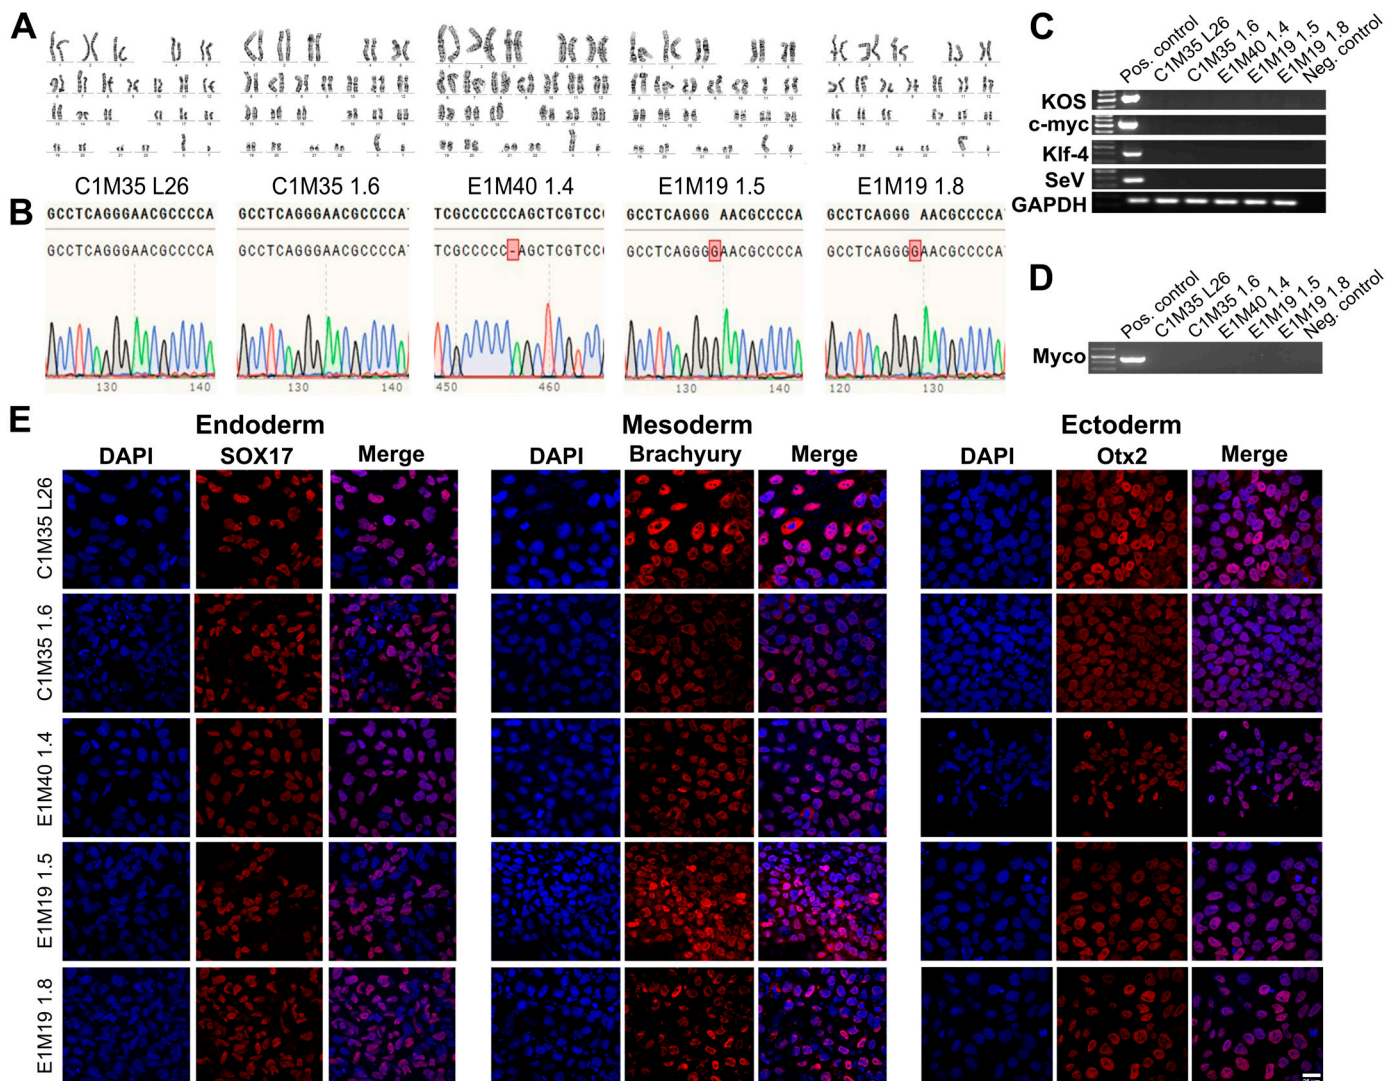 A
C1M35 L26
C1M35 1.6
E1M40 1.4
E1M19 1.5
E1M19 1.8
B
GCCTCAGGGAACGCCCCA
GCCTCAGGGAACGCCCCA
130
140
GCCTCAGGGAACGCCCCA
GCCTCAGGGAACGCCCCA
130
140
TCGCCCCCCAGCTCGTCC
TCGCCCCC-AGCTCGTCC
450
460
GCCTCAGGG AACGCCCCA
GCCTCAGGGGAACGCCCCA
130
140
GCCTCAGGG AACGCCCCA
GCCTCAGGGGAACGCCCCA
120
130
C
Pos. control
C1M35 L26
C1M35 1.6
E1M40 1.4
E1M19 1.5
E1M19 1.8
Neg. control
KOS
c-myc
Klf-4
SeV
GAPDH
D
Pos. control
C1M35 L26
C1M35 1.6
E1M40 1.4
E1M19 1.5
E1M19 1.8
Neg. control
Myco
E
Endoderm
Mesoderm
Ectoderm
DAPI
SOX17
Merge
DAPI
Brachyury
Merge
DAPI
Otx2
Merge
C1M35 L26
C1M35 1.6
E1M40 1.4
E1M19 1.5
E1M19 1.8